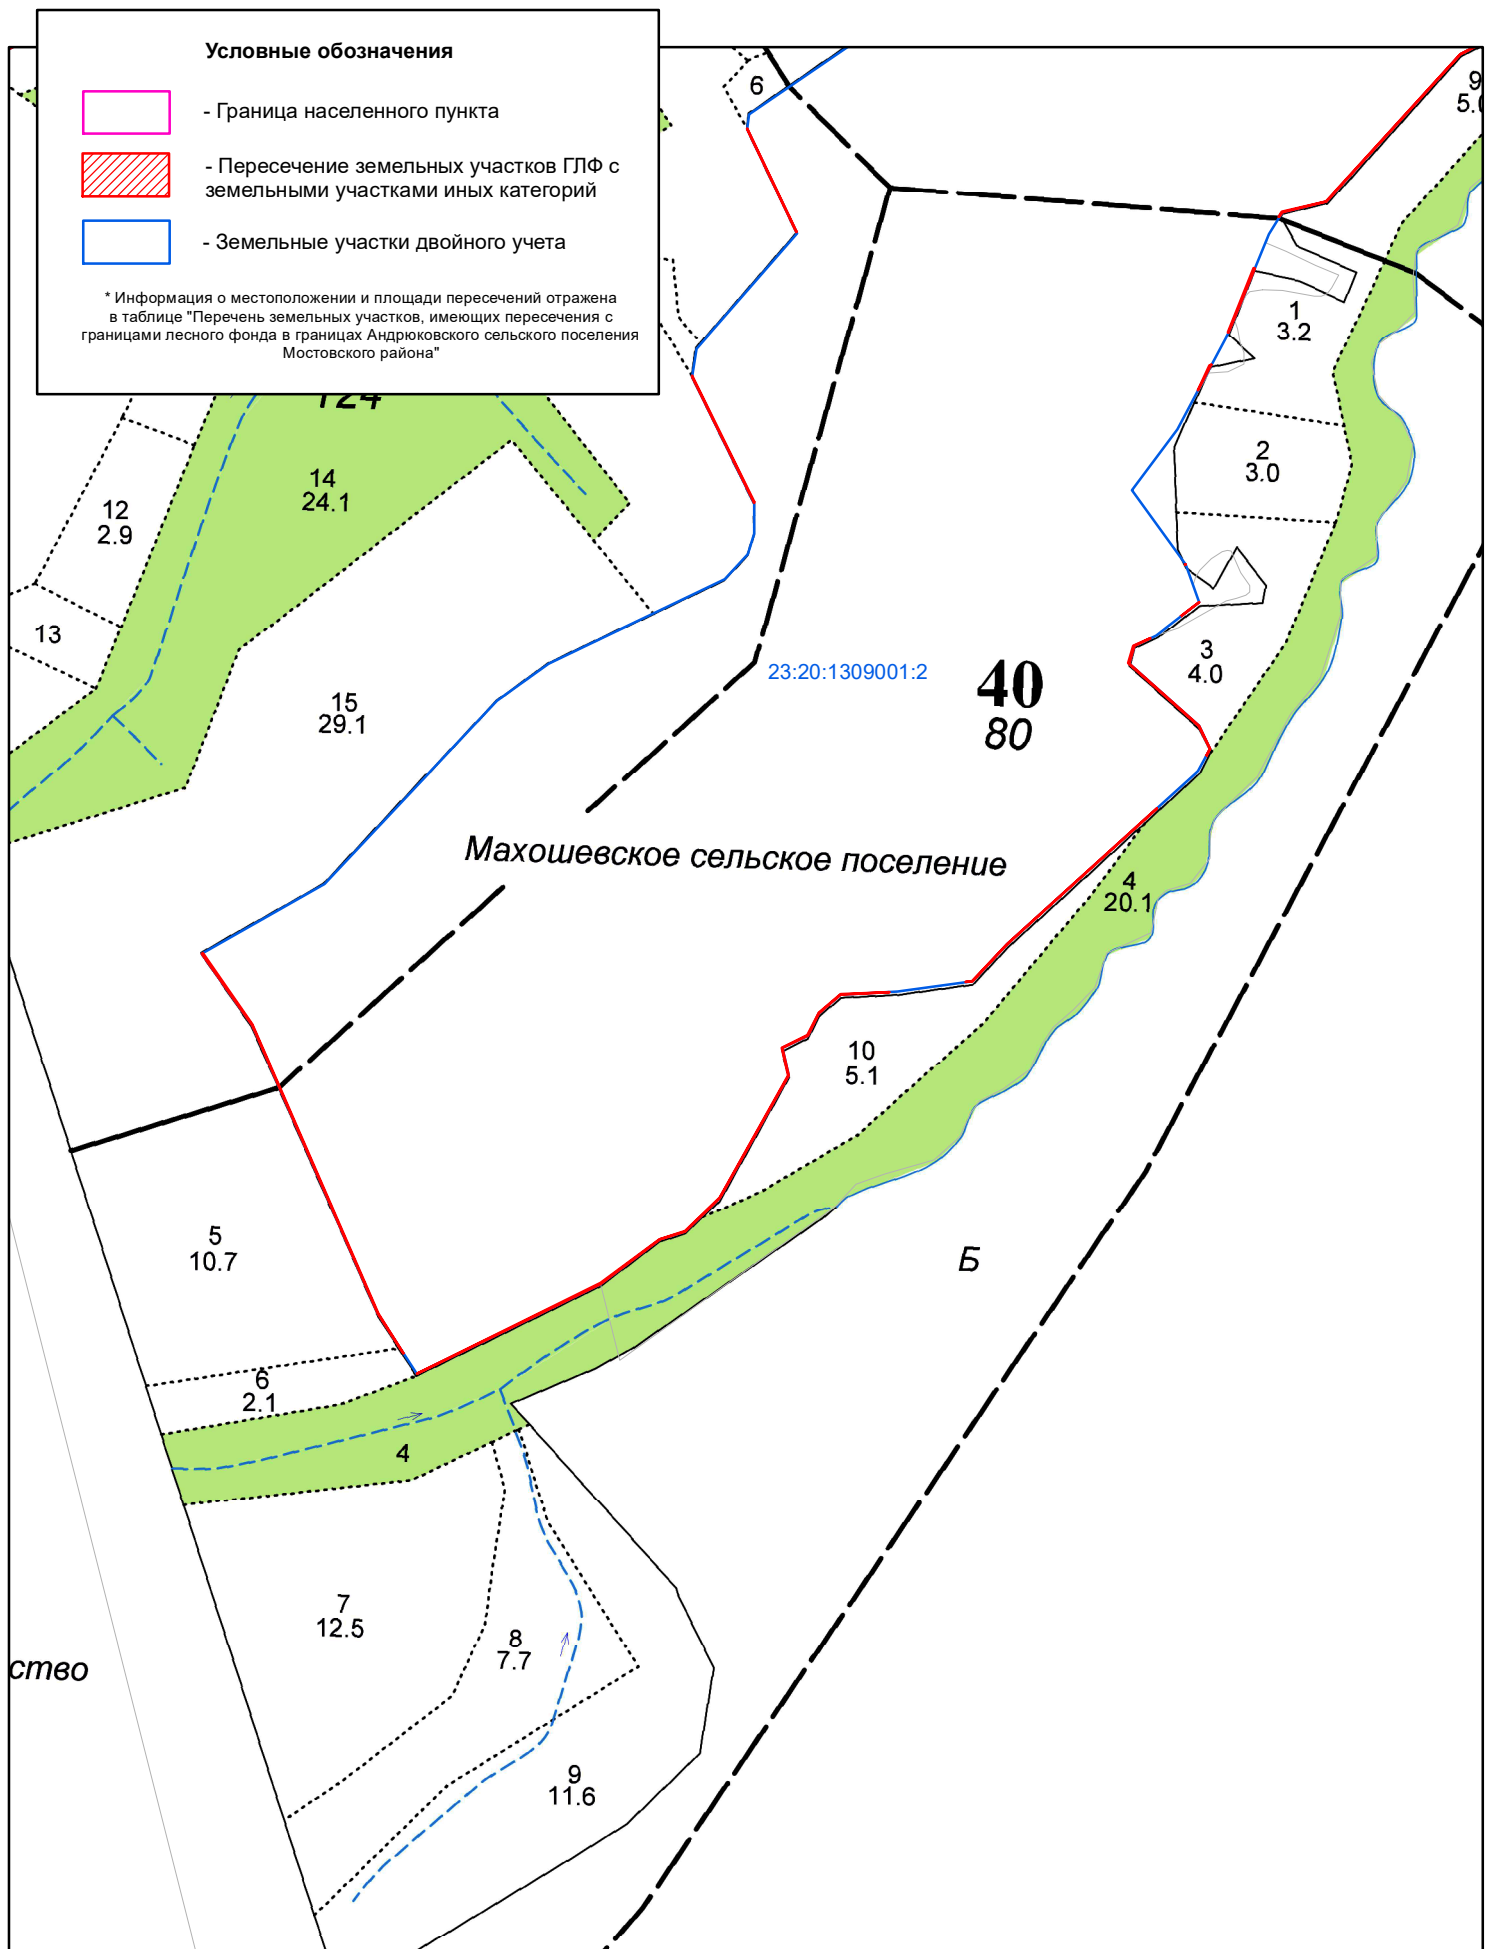 Условные обозначения
- Граница населенного пункта
- Пересечение земельных участков ГЛФ с
земельными участками иных категорий
- Земельные участки двойного учета
* Информация о местоположении и площади пересечений отражена
в таблице "Перечень земельных участков, имеющих пересечения с
границами лесного фонда в границах Андрюковского сельского поселения
Мостовского района"
6
9
1
3.2
124
14
24.1
2
3.0
12
2.9
13
3
4.0
23:20:1309001:2
40
80
15
29.1
Махошевское сельское поселение
4
20.1
10
5.1
5
10.7
Б
6
2.1
4
7
12.5
8
7.7
ство
9
11.6